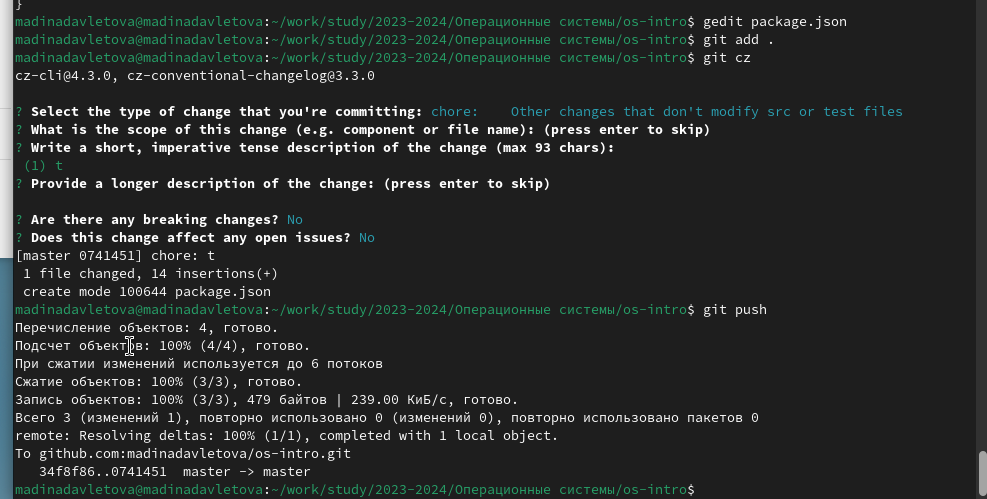 }
madinadavletova@madinadavletova:~/work/study/2023-2024/Операционные системы/os-intro$ gedit package.json
madinadavletova@madinadavletova:~/work/study/2023-2024/Операционные системы/os-intro$ git add .
madinadavletova@madinadavletova:~/work/study/2023-2024/Операционные системы/os-intro$ git cz
cz-cli@4.3.0, cz-conventional-changelog@3.3.0
? Select the type of change that you're committing: chore:    Other changes that don't modify src or test files
? What is the scope of this change (e.g. component or file name): (press enter to skip)
? Write a short, imperative tense description of the change (max 93 chars):
(1) t
? Provide a longer description of the change: (press enter to skip)
? Are there any breaking changes? No
? Does this change affect any open issues? No
[master 0741451] chore: t
1 file changed, 14 insertions(+)
create mode 100644 package.json
madinadavletova@madinadavletova:~/work/study/2023-2024/Операционные системы/os-intro$ git push
Перечисление объектов: 4, готово.
Подсчет объектов: 100% (4/4), готово.
При сжатии изменений используется до 6 потоков
Сжатие объектов: 100% (3/3), готово.
Запись объектов: 100% (3/3), 479 байтов | 239.00 КиБ/с, готово.
Всего 3 (изменений 1), повторно использовано 0 (изменений 0), повторно использовано пакетов 0
remote: Resolving deltas: 100% (1/1), completed with 1 local object.
To github.com:madinadavletova/os-intro.git
34f8f86..0741451  master -> master
madinadavletova@madinadavletova:~/work/study/2023-2024/Операционные системы/os-intro$